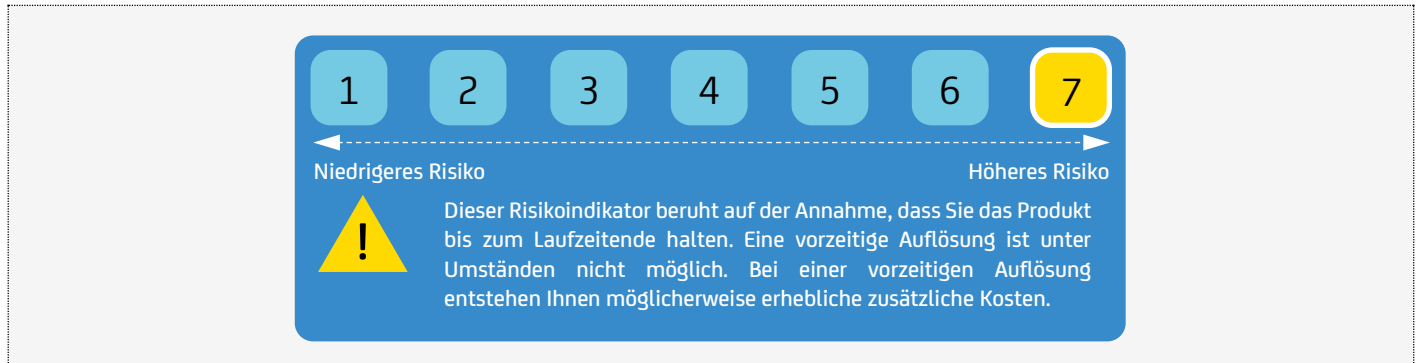 1 2 3 4 5 6 7
Niedrigeres Risiko Höheres Risiko
!
Dieser Risikoindikator beruht auf der Annahme, dass Sie das Produkt
bis zum Laufzeitende halten. Eine vorzeitige Auflösung ist unter
Umständen nicht möglich. Bei einer vorzeitigen Auflösung
entstehen Ihnen möglicherweise erhebliche zusätzliche Kosten.